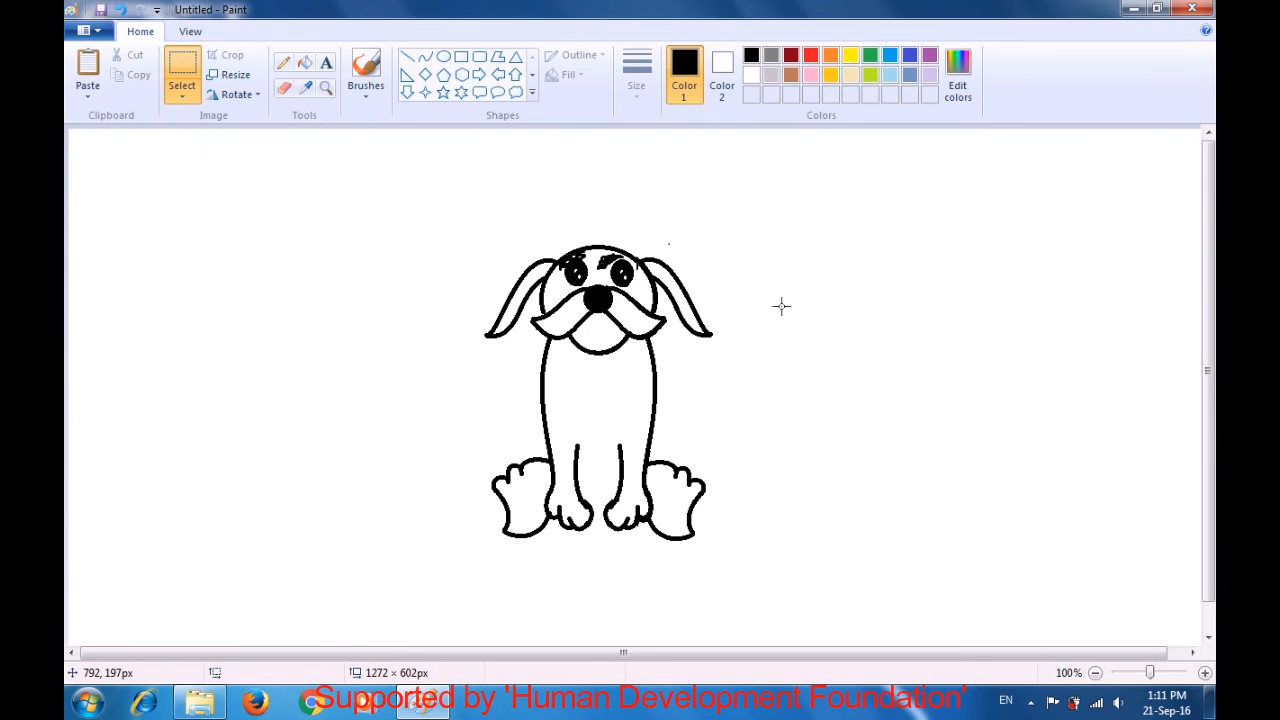 Untitled - Paint
Home View
Paste
Cut
Copy
Clipboard
Select
Crop
Resize
Rotate
Image
A
Tools
Brushes
Shapes
Outline
Fill
Size
Color 1
Color 2
Edit colors
Colors
792, 197px
1272 × 602px
100%
EN
1:11 PM
21-Sep-16
Supported by 'Human Development Foundation'